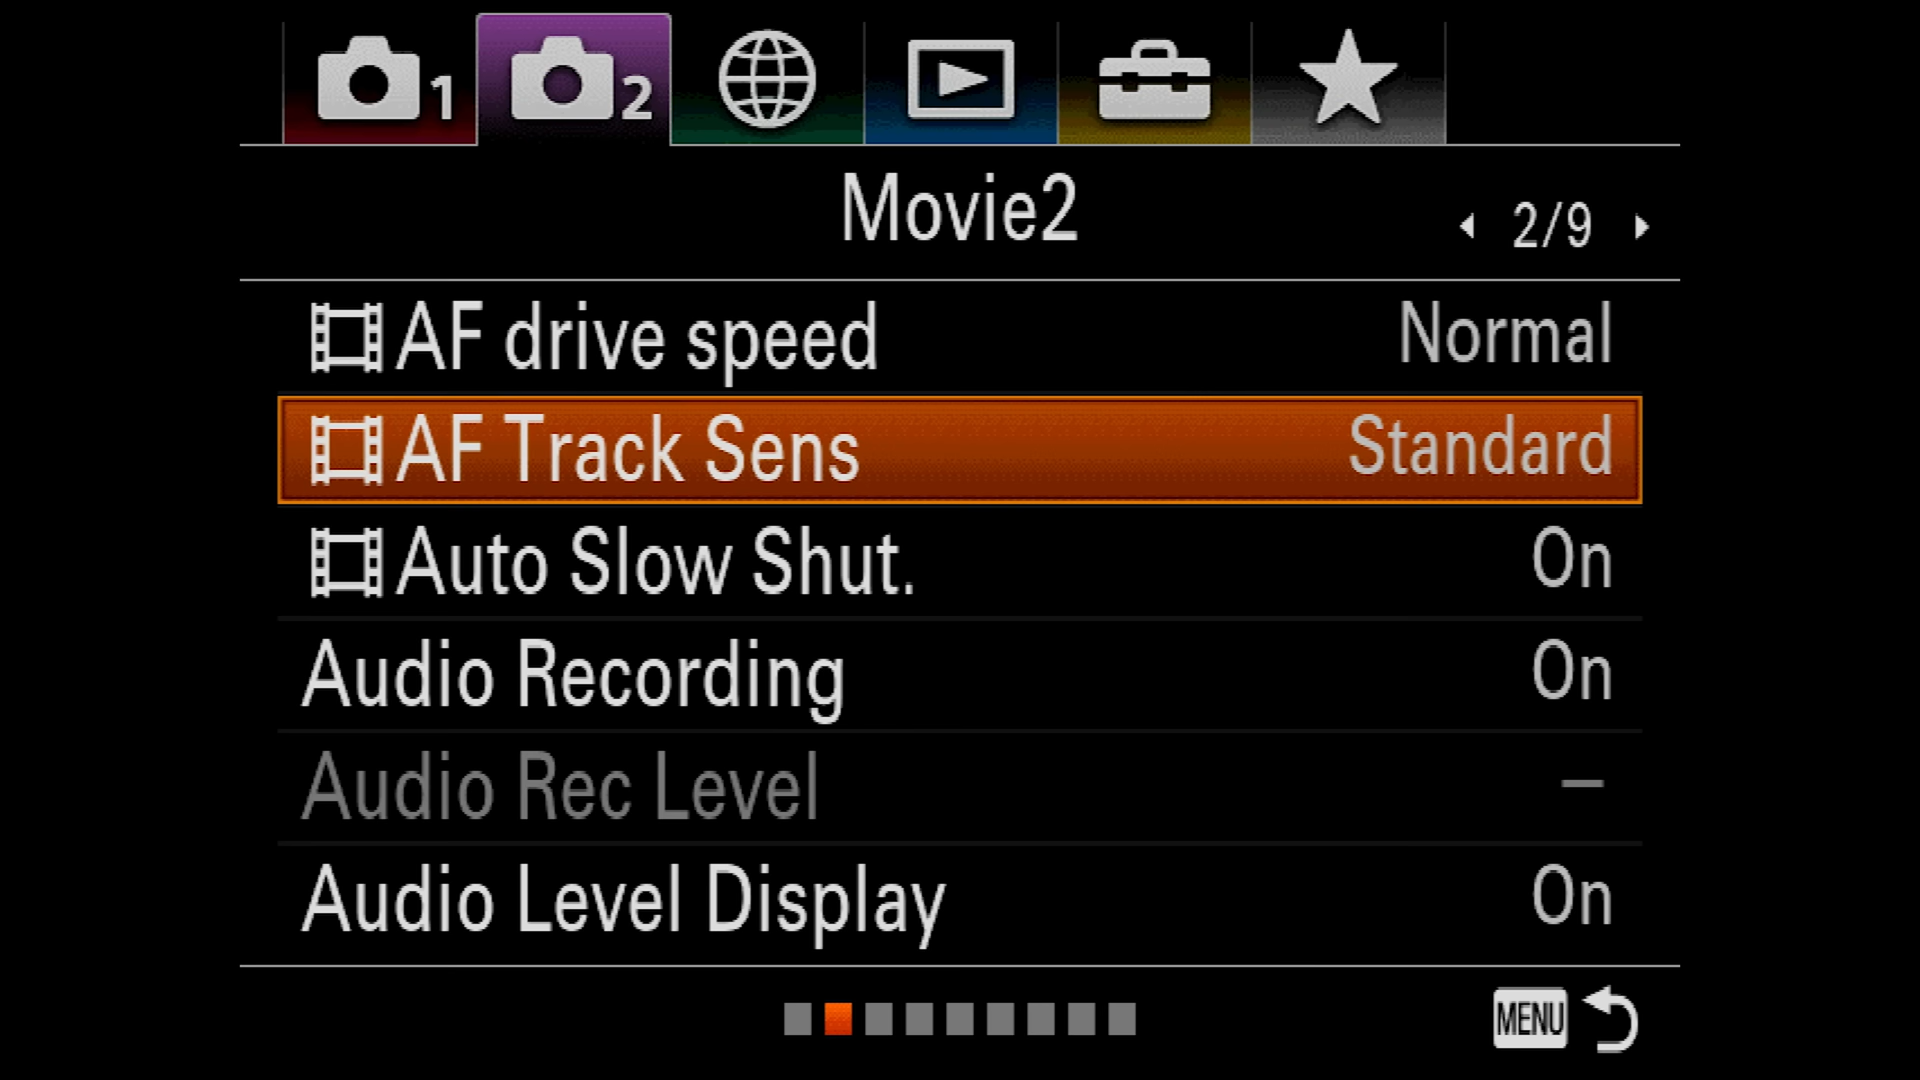 1 2
Movie2 2/9
AF drive speed Normal
AF Track Sens Standard
Auto Slow Shut. On
Audio Recording On
Audio Rec Level –
Audio Level Display On
MENU